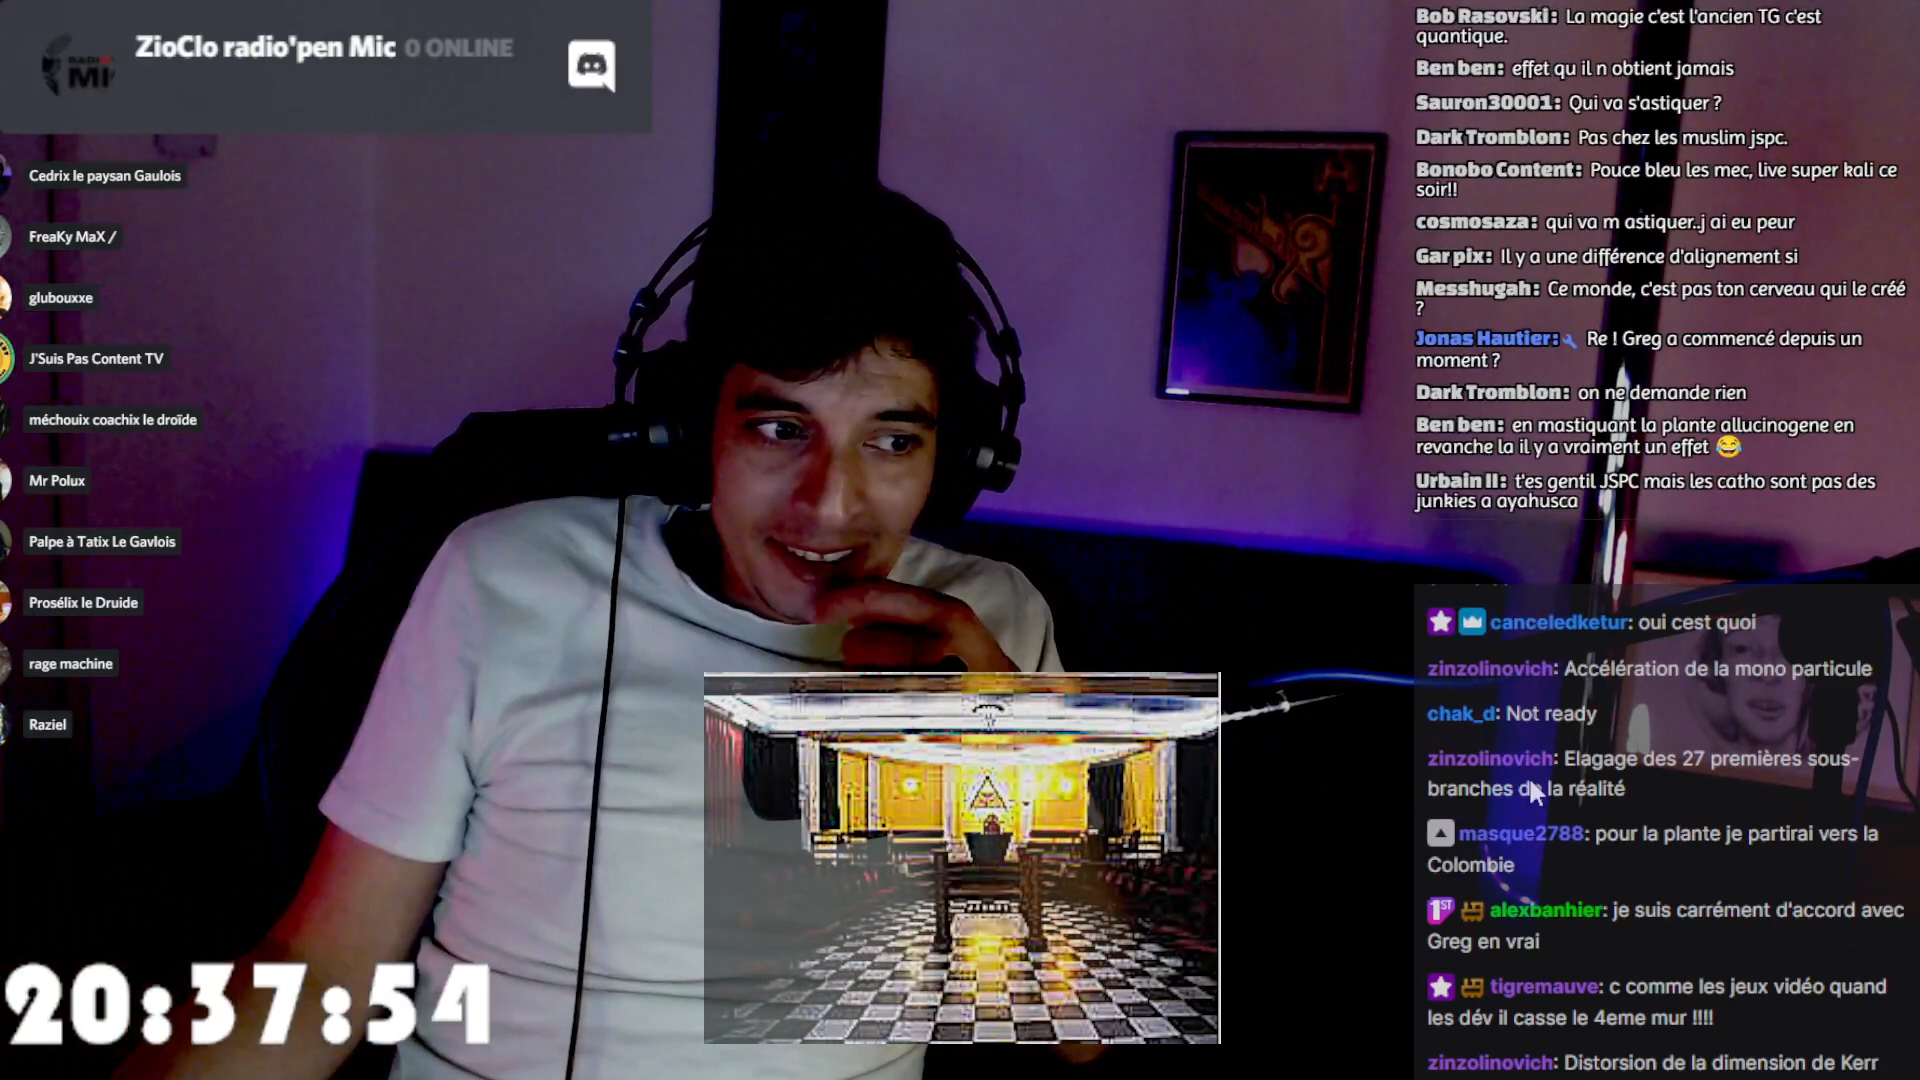 ZioClo radio'pen Mic 0 ONLINE
MI
Cedrix le paysan Gaulois
FreaKy MaX /
glubouxxe
J'Suis Pas Content TV
méchouix coachix le droïde
Mr Polux
Palpe à Tatix Le Gavlois
Prosélix le Druide
rage machine
Raziel
20:37:54
Bob Rasovski: La magie c'est l'ancien TG c'est
quantique.
Ben ben: effet qu il n obtient jamais
Sauron30001: Qui va s'astiquer ?
Dark Tromblon: Pas chez les muslim jspc.
Bonobo Content: Pouce bleu les mec, live super kali ce
soir!!
cosmosaza: qui va m astiquer..j ai eu peur
Gar pix: Il y a une différence d'alignement si
Messhugah: Ce monde, c'est pas ton cerveau qui le créé
?
Jonas Hautier: Re ! Greg a commencé depuis un
moment ?
Dark Tromblon: on ne demande rien
Ben ben: en mastiquant la plante allucinogene en
revanche la il y a vraiment un effet 😂
Urbain II: t'es gentil JSPC mais les catho sont pas des
junkies a ayahusca
canceledketur: oui cest quoi
zinzolinovich: Accélération de la mono particule
chak_d: Not ready
zinzolinovich: Elagage des 27 premières sous-
branches de la réalité
masque2788: pour la plante je partirai vers la
Colombie
1ST alexbanhier: je suis carrément d'accord avec
Greg en vrai
tigremauve: c comme les jeux vidéo quand
les dév il casse le 4eme mur !!!!
zinzolinovich: Distorsion de la dimension de Kerr